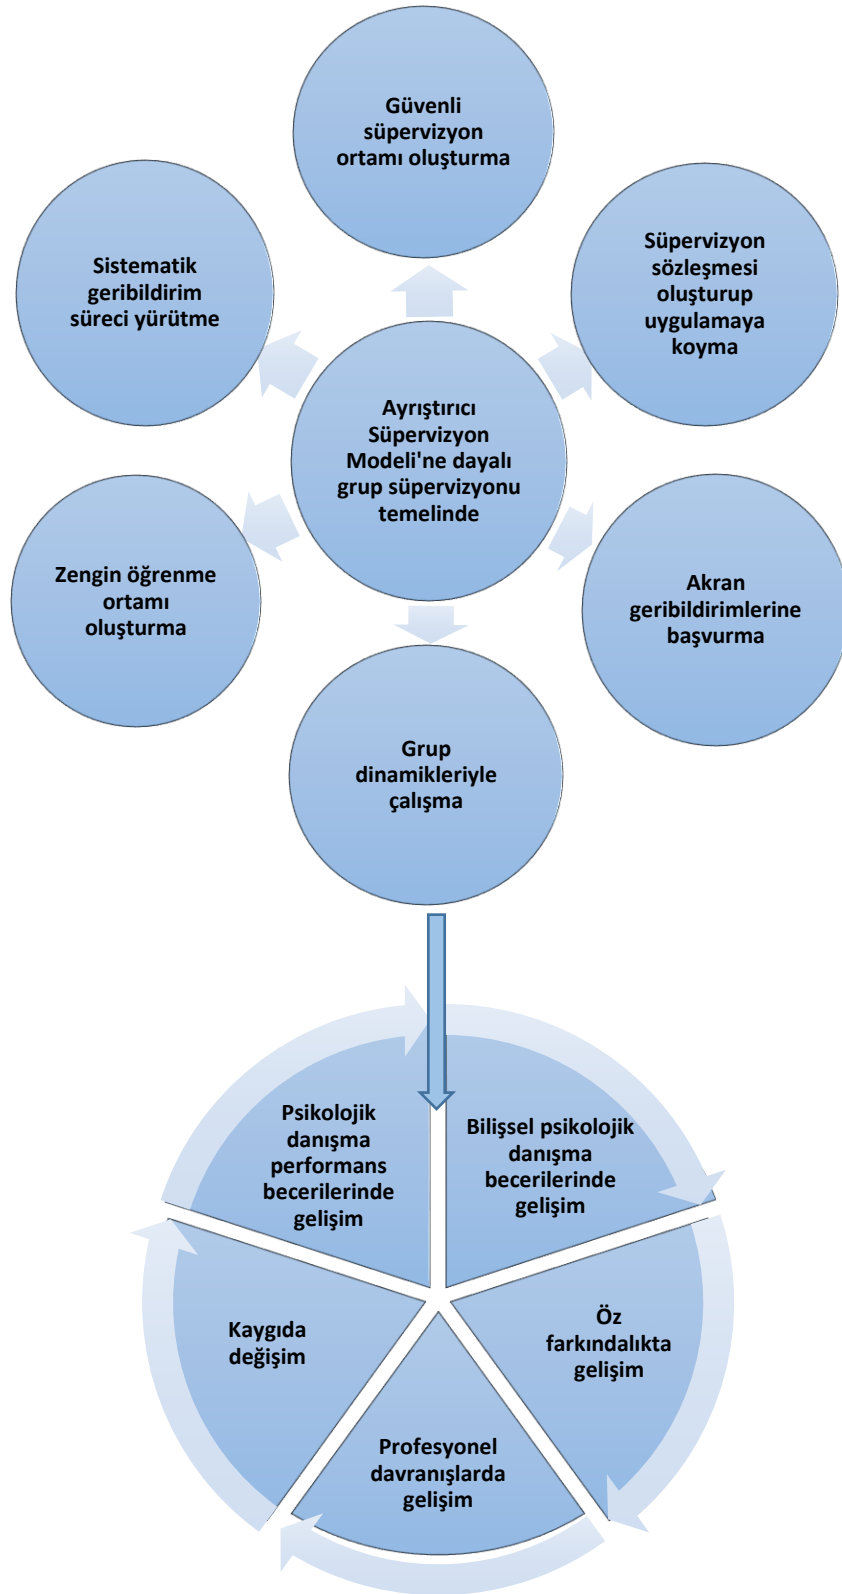 Güvenli
süpervizyon
ortamı oluşturma
Sistematik
geribildirim
süreci yürütme
Süpervizyon
sözleşmesi
oluşturup
uygulamaya
koyma
Ayrıştırıcı
Süpervizyon
Modeli'ne dayalı
grup süpervizyonu
temelinde
Zengin öğrenme
ortamı
oluşturma
Akran
geribildirimlerine
başvurma
Grup
dinamikleriyle
çalışma
Psikolojik
danışma
performans
becerilerinde
gelişim
Bilişsel psikolojik
danışma
becerilerinde
gelişim
Kaygıda
değişim
Öz
farkındalıkta
gelişim
Profesyonel
davranışlarda
gelişim